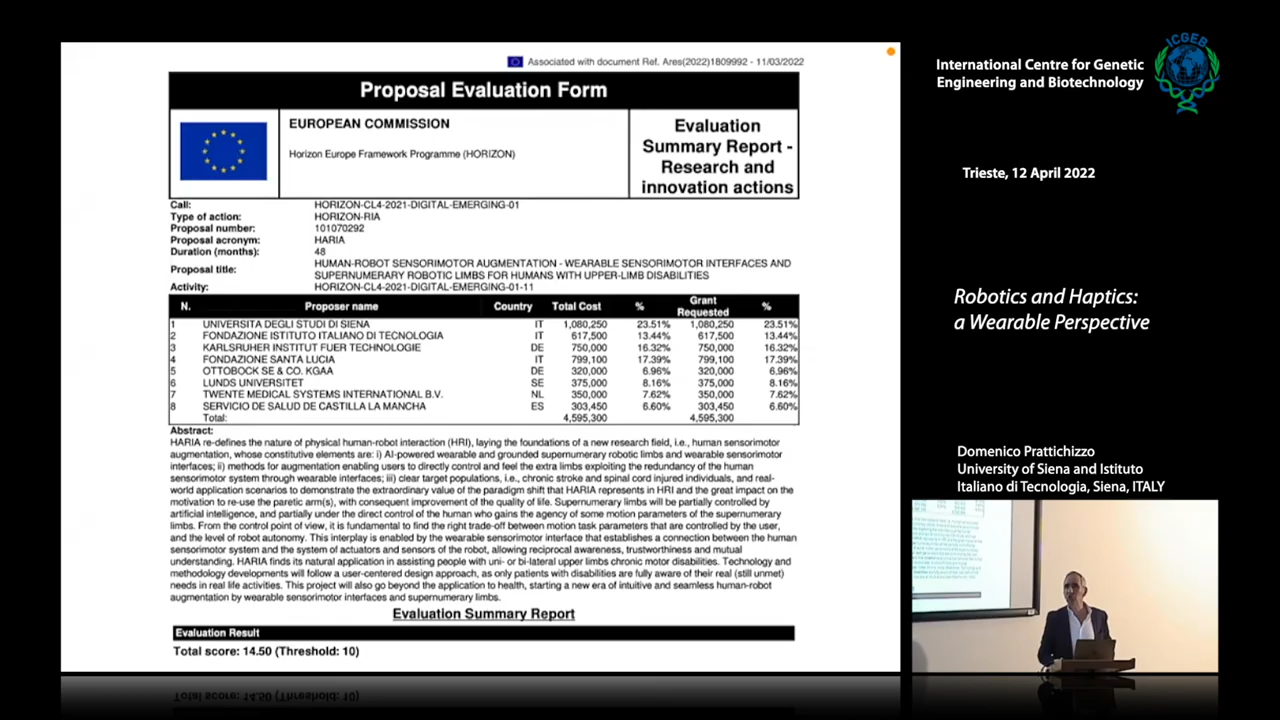 Associated with document Ref. Ares(2022)1809992 - 11/03/2022
Proposal Evaluation Form
EUROPEAN COMMISSION
Horizon Europe Framework Programme (HORIZON)
Evaluation
Summary Report -
Research and
innovation actions
Call: HORIZON-CL4-2021-DIGITAL-EMERGING-01
Type of action: HORIZON-RIA
Proposal number: 101070292
Proposal acronym: HARIA
Duration (months): 48
Proposal title: HUMAN-ROBOT SENSORIMOTOR AUGMENTATION - WEARABLE SENSORIMOTOR INTERFACES AND
SUPERNUMERARY ROBOTIC LIMBS FOR HUMANS WITH UPPER-LIMB DISABILITIES
Activity: HORIZON-CL4-2021-DIGITAL-EMERGING-01-11
N. Proposer name Country Total Cost % Grant Requested %
1 UNIVERSITA DEGLI STUDI DI SIENA IT 1,080,250 23.51% 1,080,250 23.51%
2 FONDAZIONE ISTITUTO ITALIANO DI TECNOLOGIA IT 617,500 13.44% 617,500 13.44%
3 KARLSRUHER INSTITUT FUER TECHNOLOGIE DE 750,000 16.32% 750,000 16.32%
4 FONDAZIONE SANTA LUCIA IT 799,100 17.39% 799,100 17.39%
5 OTTOBOCK SE & CO. KGAA DE 320,000 6.96% 320,000 6.96%
6 LUNDS UNIVERSITET SE 375,000 8.16% 375,000 8.16%
7 TWENTE MEDICAL SYSTEMS INTERNATIONAL B.V. NL 350,000 7.62% 350,000 7.62%
8 SERVICIO DE SALUD DE CASTILLA LA MANCHA ES 303,450 6.60% 303,450 6.60%
Total: 4,595,300 4,595,300
Abstract:
HARIA re-defines the nature of physical human-robot interaction (HRI), laying the foundations of a new research field, i.e., human sensorimotor
augmentation, whose constitutive elements are: i) AI-powered wearable and grounded supernumerary robotic limbs and wearable sensorimotor
interfaces; ii) methods for augmentation enabling users to directly control and feel the extra limbs exploiting the redundancy of the human
sensorimotor system through wearable interfaces; iii) clear target populations, i.e., chronic stroke and spinal cord injured individuals, and real-
world application scenarios to demonstrate the extraordinary value of the paradigm shift that HARIA represents in HRI and the great impact on the
motivation to re-use the paretic arm(s), with consequent improvement of the quality of life. Supernumerary limbs will be partially controlled by
artificial intelligence, and partially under the direct control of the human who gains the agency of some motion parameters of the supernumerary
limbs. From the control point of view, it is fundamental to find the right trade-off between motion task parameters that are controlled by the user,
and the level of robot autonomy. This interplay is enabled by the wearable sensorimotor interface that establishes a connection between the human
sensorimotor system and the system of actuators and sensors of the robot, allowing reciprocal awareness, trustworthiness and mutual
understanding. HARIA finds its natural application in assisting people with uni- or bi-lateral upper limbs chronic motor disabilities. Technology and
methodology developments will follow a user-centered design approach, as only patients with disabilities are fully aware of their real (still unmet)
needs in real life activities. This project will also go beyond the application to health, starting a new era of intuitive and seamless human-robot
augmentation by wearable sensorimotor interfaces and supernumerary limbs.
Evaluation Summary Report
Evaluation Result
Total score: 14.50 (Threshold: 10)
International Centre for Genetic
Engineering and Biotechnology
ICGEB
Trieste, 12 April 2022
Robotics and Haptics:
a Wearable Perspective
Domenico Prattichizzo
University of Siena and Istituto
Italiano di Tecnologia, Siena, ITALY